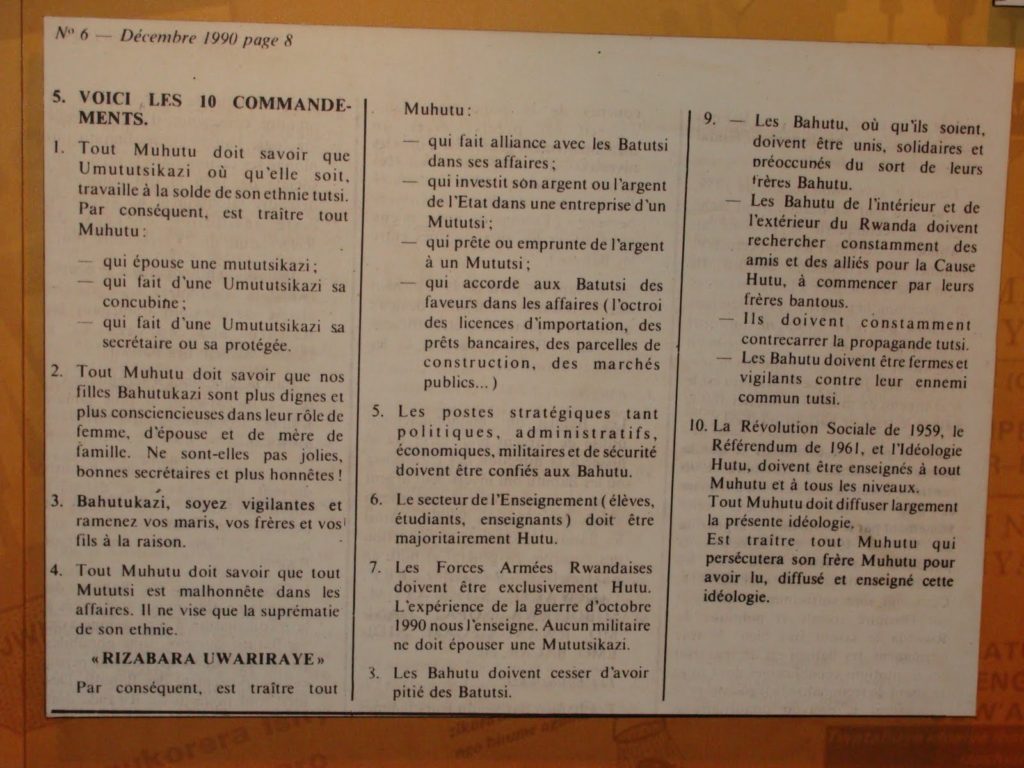 Nº 6 — Décembre 1990 page 8
5. VOICI LES 10 COMMANDE-
MENTS.
1. Tout Muhutu doit savoir que
Umututsikazi où qu'elle soit,
travaille à la solde de son ethnie tutsi.
Par conséquent, est traître tout
Muhutu :
— qui épouse une mututsikazi ;
— qui fait d'une Umututsikazi sa
concubine ;
— qui fait d'une Umututsikazi sa
secrétaire ou sa protégée.
2. Tout Muhutu doit savoir que nos
filles Bahutukazi sont plus dignes et
plus consciencieuses dans leur rôle de
femme, d'épouse et de mère de
famille. Ne sont-elles pas jolies,
bonnes secrétaires et plus honnêtes !
3. Bahutukazi, soyez vigilantes et
ramenez vos maris, vos frères et vos
fils à la raison.
4. Tout Muhutu doit savoir que tout
Mututsi est malhonnête dans les
affaires. Il ne vise que la suprématie
de son ethnie.
« RIZABARA UWARIRAYE »
Par conséquent, est traître tout
Muhutu :
— qui fait alliance avec les Batutsi
dans ses affaires ;
— qui investit son argent ou l'argent
de l'Etat dans une entreprise d'un
Mututsi ;
— qui prête ou emprunte de l'argent
à un Mututsi ;
— qui accorde aux Batutsi des
faveurs dans les affaires ( l'octroi
des licences d'importation, des
prêts bancaires, des parcelles de
construction, des marchés
publics... )
5. Les postes stratégiques tant
politiques, administratifs,
économiques, militaires et de sécurité
doivent être confiés aux Bahutu.
6. Le secteur de l'Enseignement ( élèves,
étudiants, enseignants ) doit être
majoritairement Hutu.
7. Les Forces Armées Rwandaises
doivent être exclusivement Hutu.
L'expérience de la guerre d'octobre
1990 nous l'enseigne. Aucun militaire
ne doit épouser une Mututsikazi.
8. Les Bahutu doivent cesser d'avoir
pitié des Batutsi.
9. — Les Bahutu, où qu'ils soient,
doivent être unis, solidaires et
préoccupés du sort de leurs
frères Bahutu.
— Les Bahutu de l'intérieur et de
l'extérieur du Rwanda doivent
rechercher constamment des
amis et des alliés pour la Cause
Hutu, à commencer par leurs
frères bantous.
— Ils doivent constamment
contrecarrer la propagande tutsi.
— Les Bahutu doivent être fermes et
vigilants contre leur ennemi
commun tutsi.
10. La Révolution Sociale de 1959, le
Référendum de 1961, et l'Idéologie
Hutu, doivent être enseignés à tout
Muhutu et à tous les niveaux.
Tout Muhutu doit diffuser largement
la présente idéologie.
Est traître tout Muhutu qui
persécutera son frère Muhutu pour
avoir lu, diffusé et enseigné cette
idéologie.